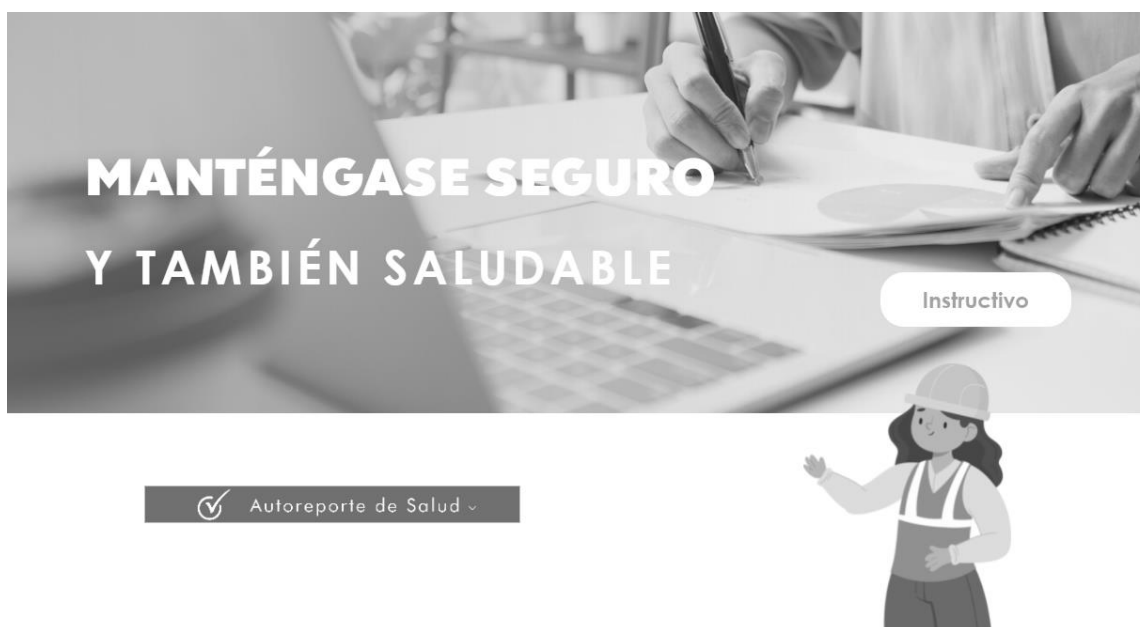 MANTÉNGASE SEGURO
Y TAMBIÉN SALUDABLE
Instructivo
Autoreporte de Salud